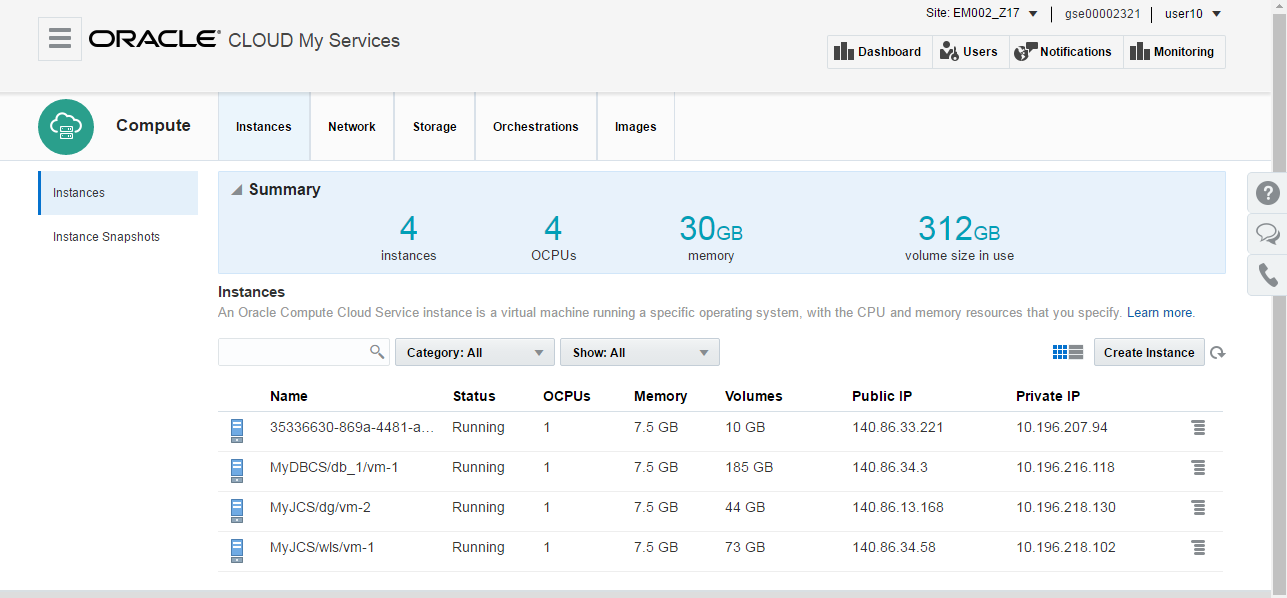 Site: EM002_Z17 gse00002321 user10
ORACLE CLOUD My Services
Dashboard Users Notifications Monitoring
Compute Instances Network Storage Orchestrations Images
Instances
Instance Snapshots
Summary
4 4 30GB 312GB
instances OCPUs memory volume size in use
Instances
An Oracle Compute Cloud Service instance is a virtual machine running a specific operating system, with the CPU and memory resources that you specify. Learn more.
Category: All Show: All Create Instance
Name Status OCPUs Memory Volumes Public IP Private IP
35336630-869a-4481-a... Running 1 7.5 GB 10 GB 140.86.33.221 10.196.207.94
MyDBCS/db_1/vm-1 Running 1 7.5 GB 185 GB 140.86.34.3 10.196.216.118
MyJCS/dg/vm-2 Running 1 7.5 GB 44 GB 140.86.13.168 10.196.218.130
MyJCS/wls/vm-1 Running 1 7.5 GB 73 GB 140.86.34.58 10.196.218.102